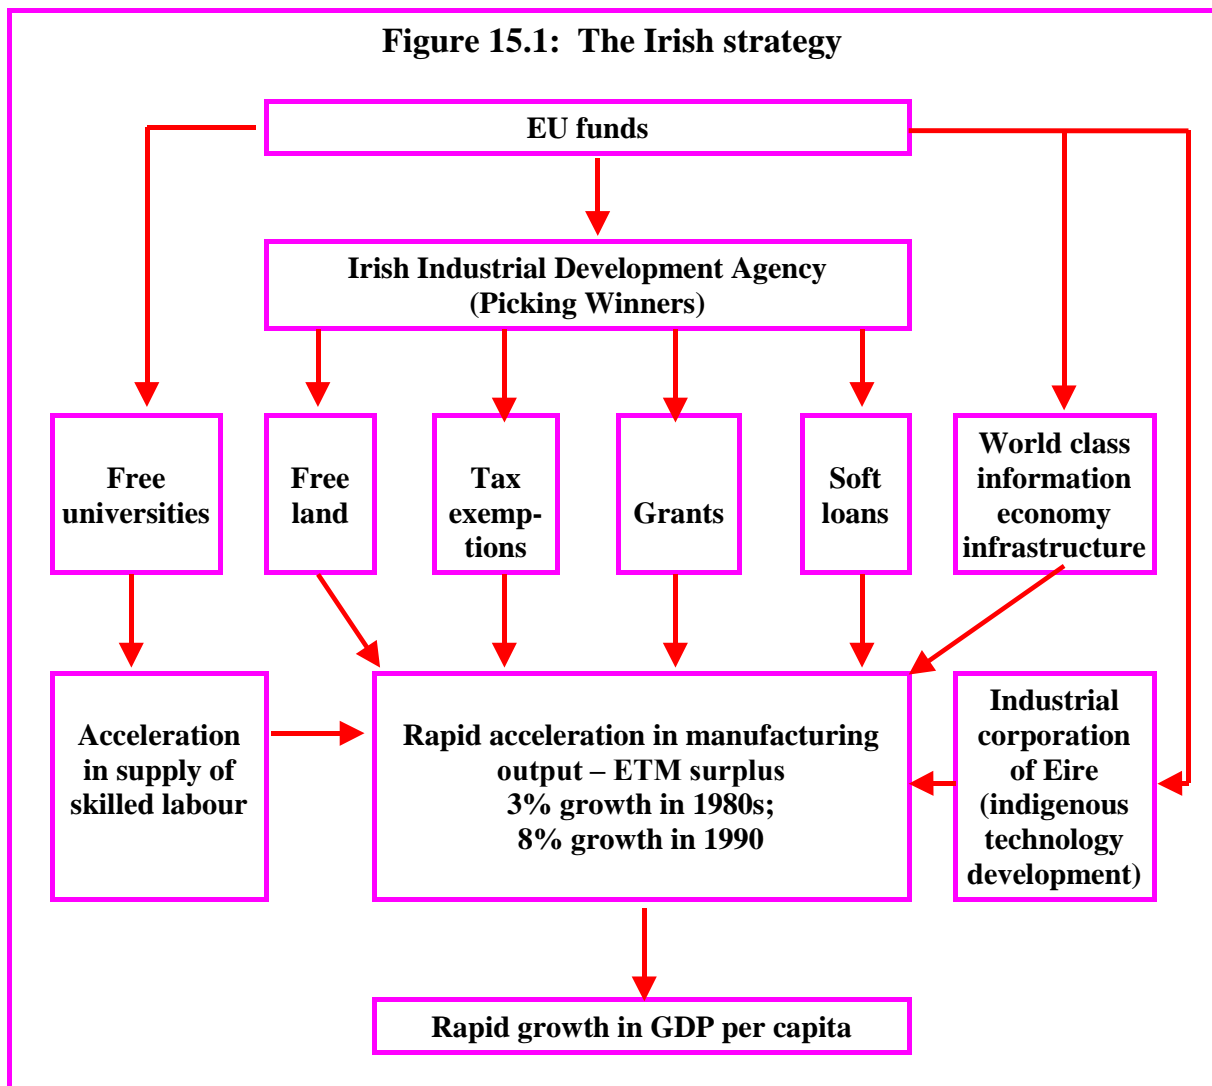 Figure 15.1: The Irish strategy
EU funds
Irish Industrial Development Agency
(Picking Winners)
Free
universities
Free
land
Tax
exemp-
tions
Grants
Soft
loans
World class
information
economy
infrastructure
Acceleration
in supply of
skilled labour
Rapid acceleration in manufacturing
output – ETM surplus
3% growth in 1980s;
8% growth in 1990
Industrial
corporation
of Eire
(indigenous
technology
development)
Rapid growth in GDP per capita